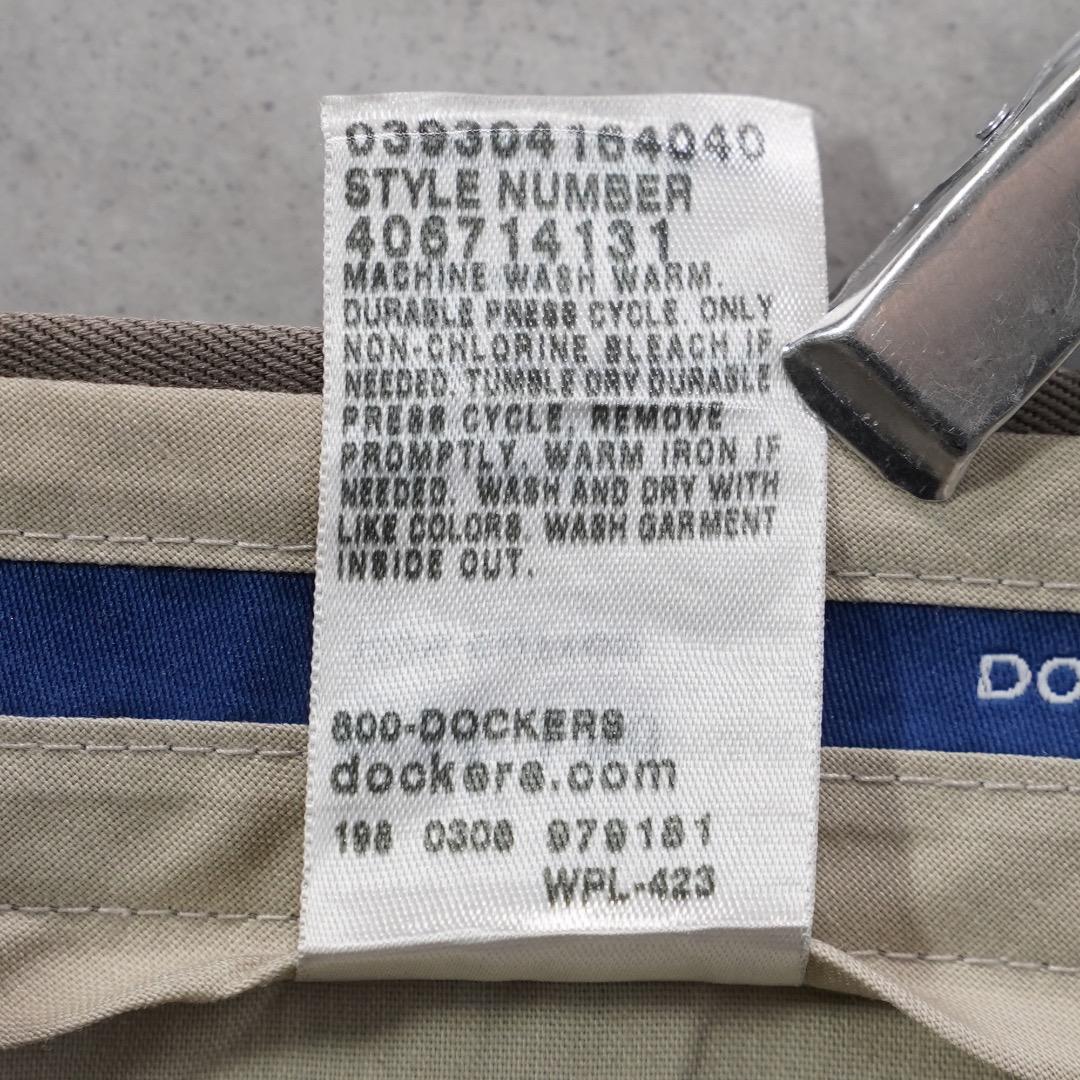 039304164040
STYLE NUMBER
406714131
MACHINE WASH WARM.
DURABLE PRESS CYCLE. ONLY
NON-CHLORINE BLEACH IF
NEEDED. TUMBLE DRY DURABLE
PRESS CYCLE. REMOVE
PROMPTLY. WARM IRON IF
NEEDED. WASH AND DRY WITH
LIKE COLORS. WASH GARMENT
INSIDE OUT.
DO
800-DOCKERS
dockers.com
198 0306 979181
WPL-423